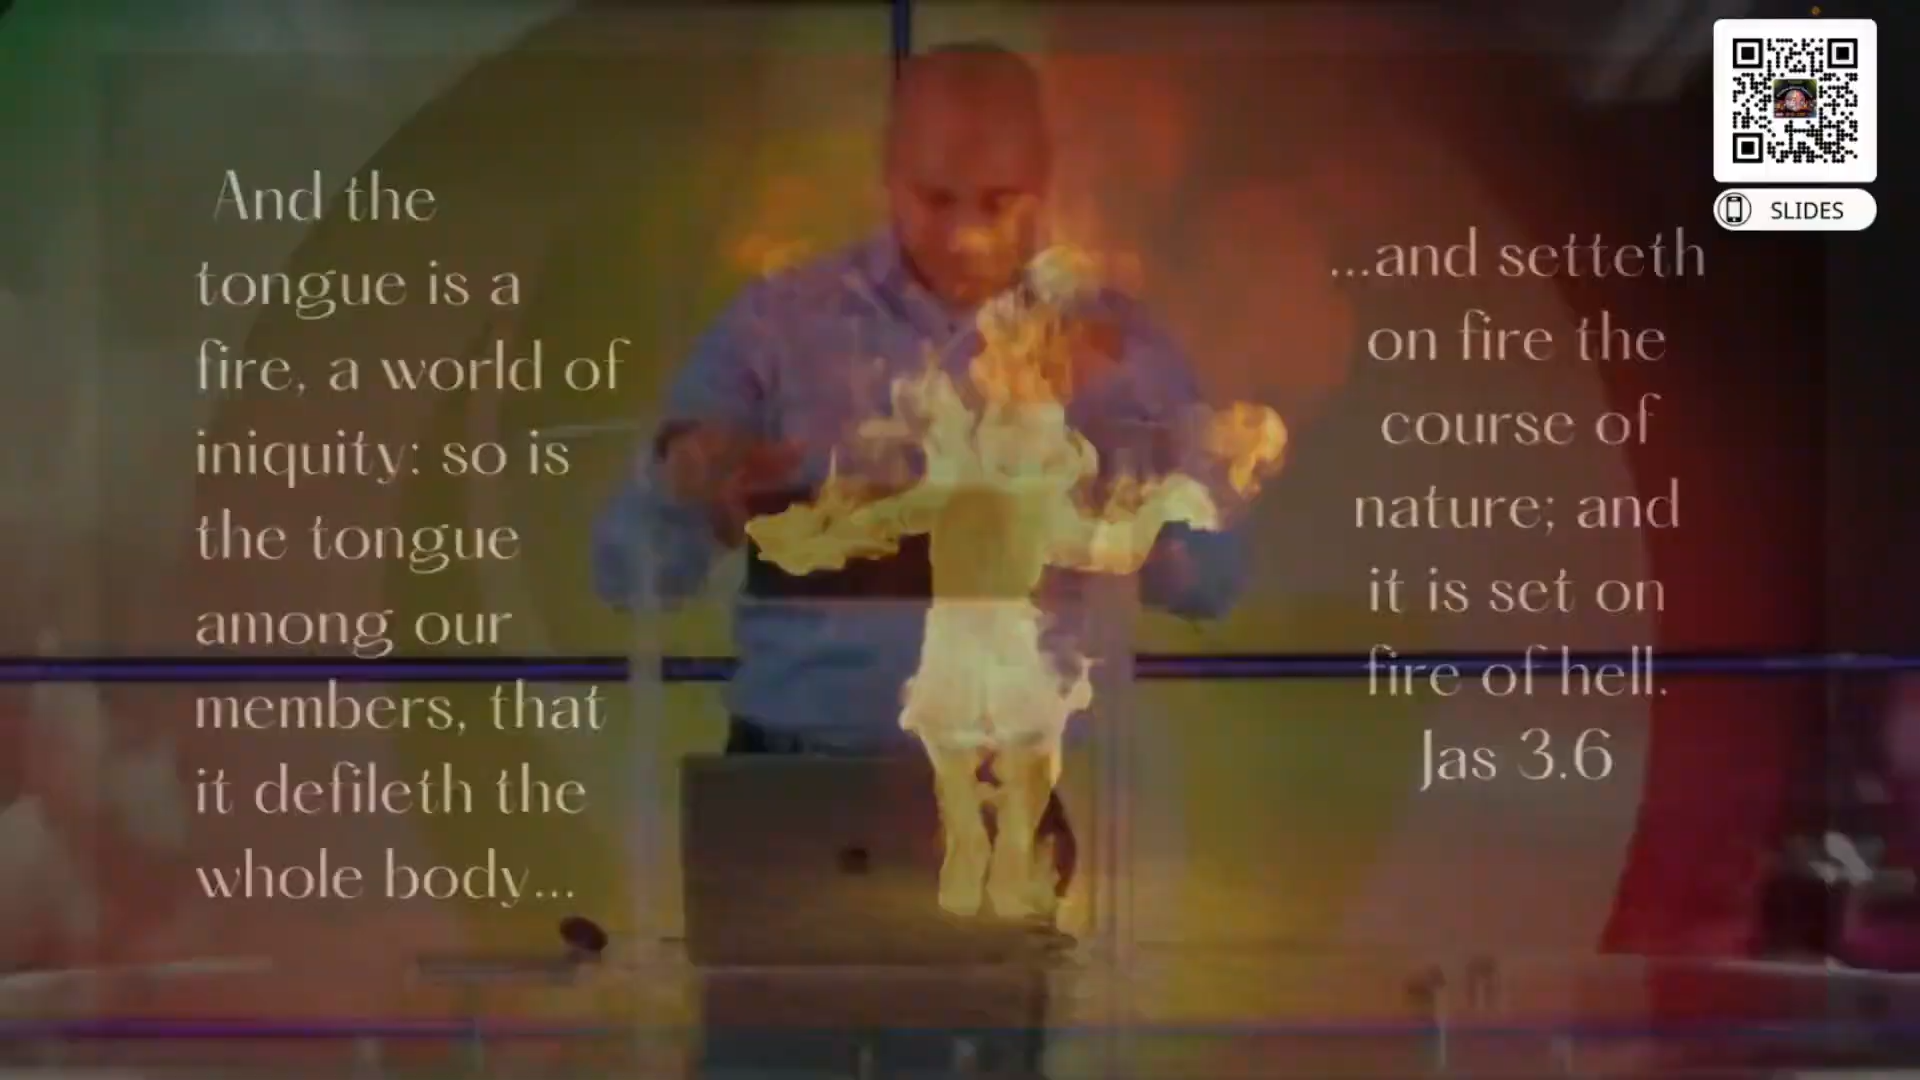 And the
tongue is a
fire, a world of
iniquity: so is
the tongue
among our
members, that
it defileth the
whole body...
...and setteth
on fire the
course of
nature; and
it is set on
fire of hell.
Jas 3.6
SLIDES